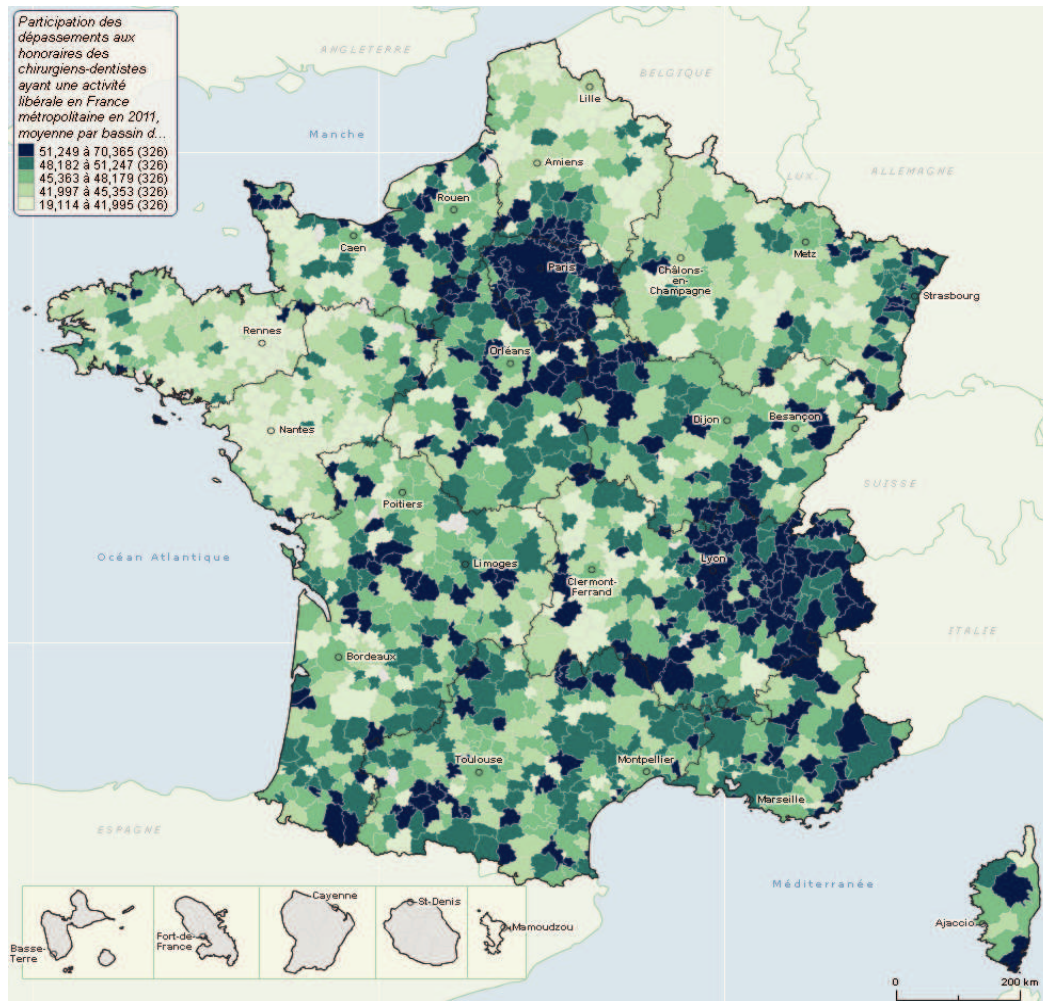 Participation des
dépassements aux
honoraires des
chirurgiens-dentistes
ayant une activité
libérale en France
métropolitaine en 2011,
moyenne par bassin d...
51,249 à 70,365 (326)
48,182 à 51,247 (326)
45,363 à 48,179 (326)
41,997 à 45,353 (326)
19,114 à 41,995 (326)
ANGLETERRE
BELGIQUE
Lille
Manche
Amiens
ALLEMAGNE
LUX.
Rouen
Caen
Metz
Paris
Châlons-
en-
Champagne
Strasbourg
Rennes
Orléans
Dijon
Besançon
Nantes
SUISSE
Poitiers
Océan Atlantique
Limoges
Lyon
Clermont-
Ferrand
ITALIE
Bordeaux
Toulouse
Montpellier
Marseille
ESPAGNE
Méditerranée
Cayenne
St-Denis
Mamoudzou
Ajaccio
Fort-de-
France
Basse-
Terre
0
200 km